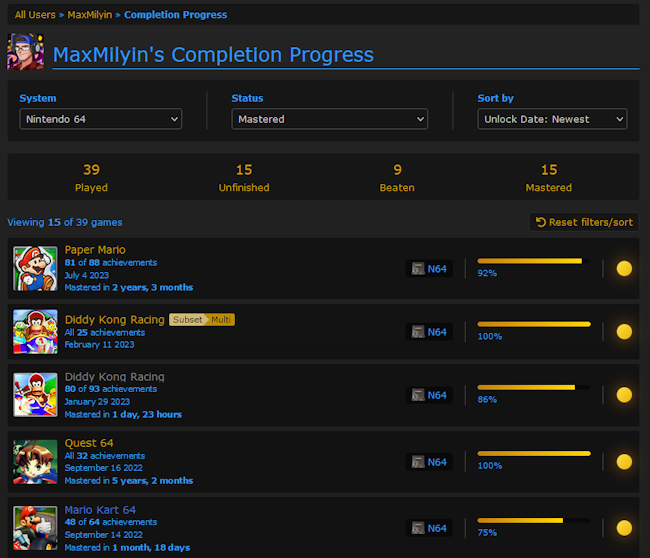 All Users » MaxMilyin » Completion Progress
MaxMilyin's Completion Progress
System
Status
Sort by
Nintendo 64
Mastered
Unlock Date: Newest
39
15
9
15
Played
Unfinished
Beaten
Mastered
Viewing 15 of 39 games
Reset filters/sort
Paper Mario
81 of 88 achievements
July 4 2023
Mastered in 2 years, 3 months
N64
92%
Diddy Kong Racing Subset Multi
All 25 achievements
February 11 2023
N64
100%
Diddy Kong Racing
80 of 93 achievements
January 29 2023
Mastered in 1 day, 23 hours
N64
86%
Quest 64
All 32 achievements
September 16 2022
Mastered in 5 years, 2 months
N64
100%
Mario Kart 64
48 of 64 achievements
September 14 2022
Mastered in 1 month, 18 days
N64
75%